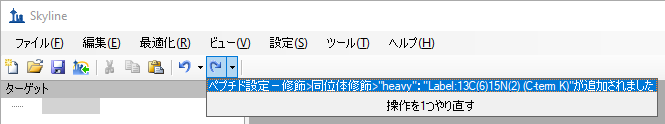 Skyline
ファイル(F) 編集(E) 最適化(R) ビュー(V) 設定(S) ツール(T) ヘルプ(H)
ターゲット
ペプチド設定－修飾>同位体修飾>"heavy": "Label:13C(6)15N(2) (C-term K)"が追加されました
操作を1つやり直す